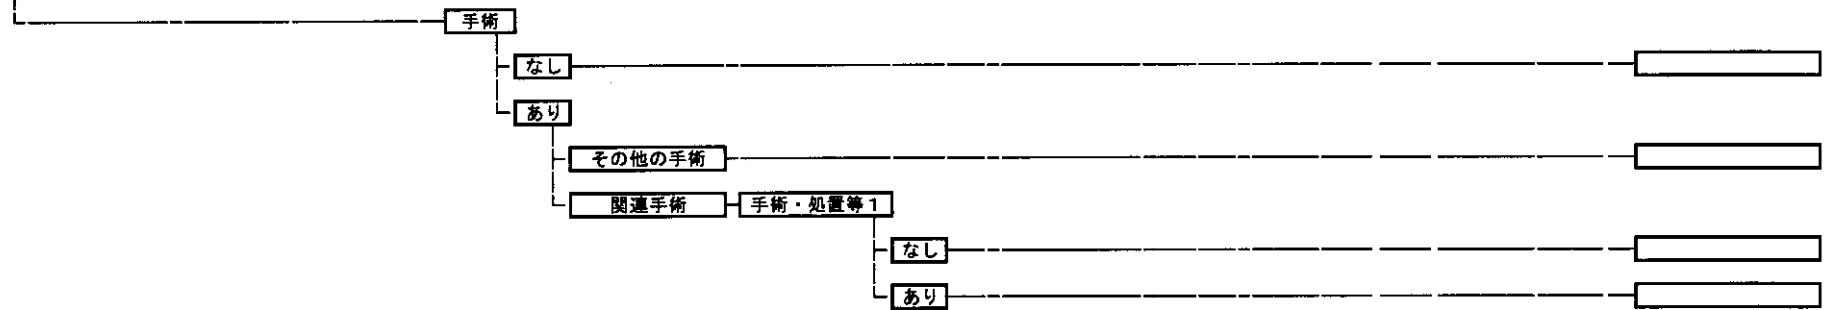 手術
なし
あり
その他の手術
関連手術 手術・処置等1
なし
あり